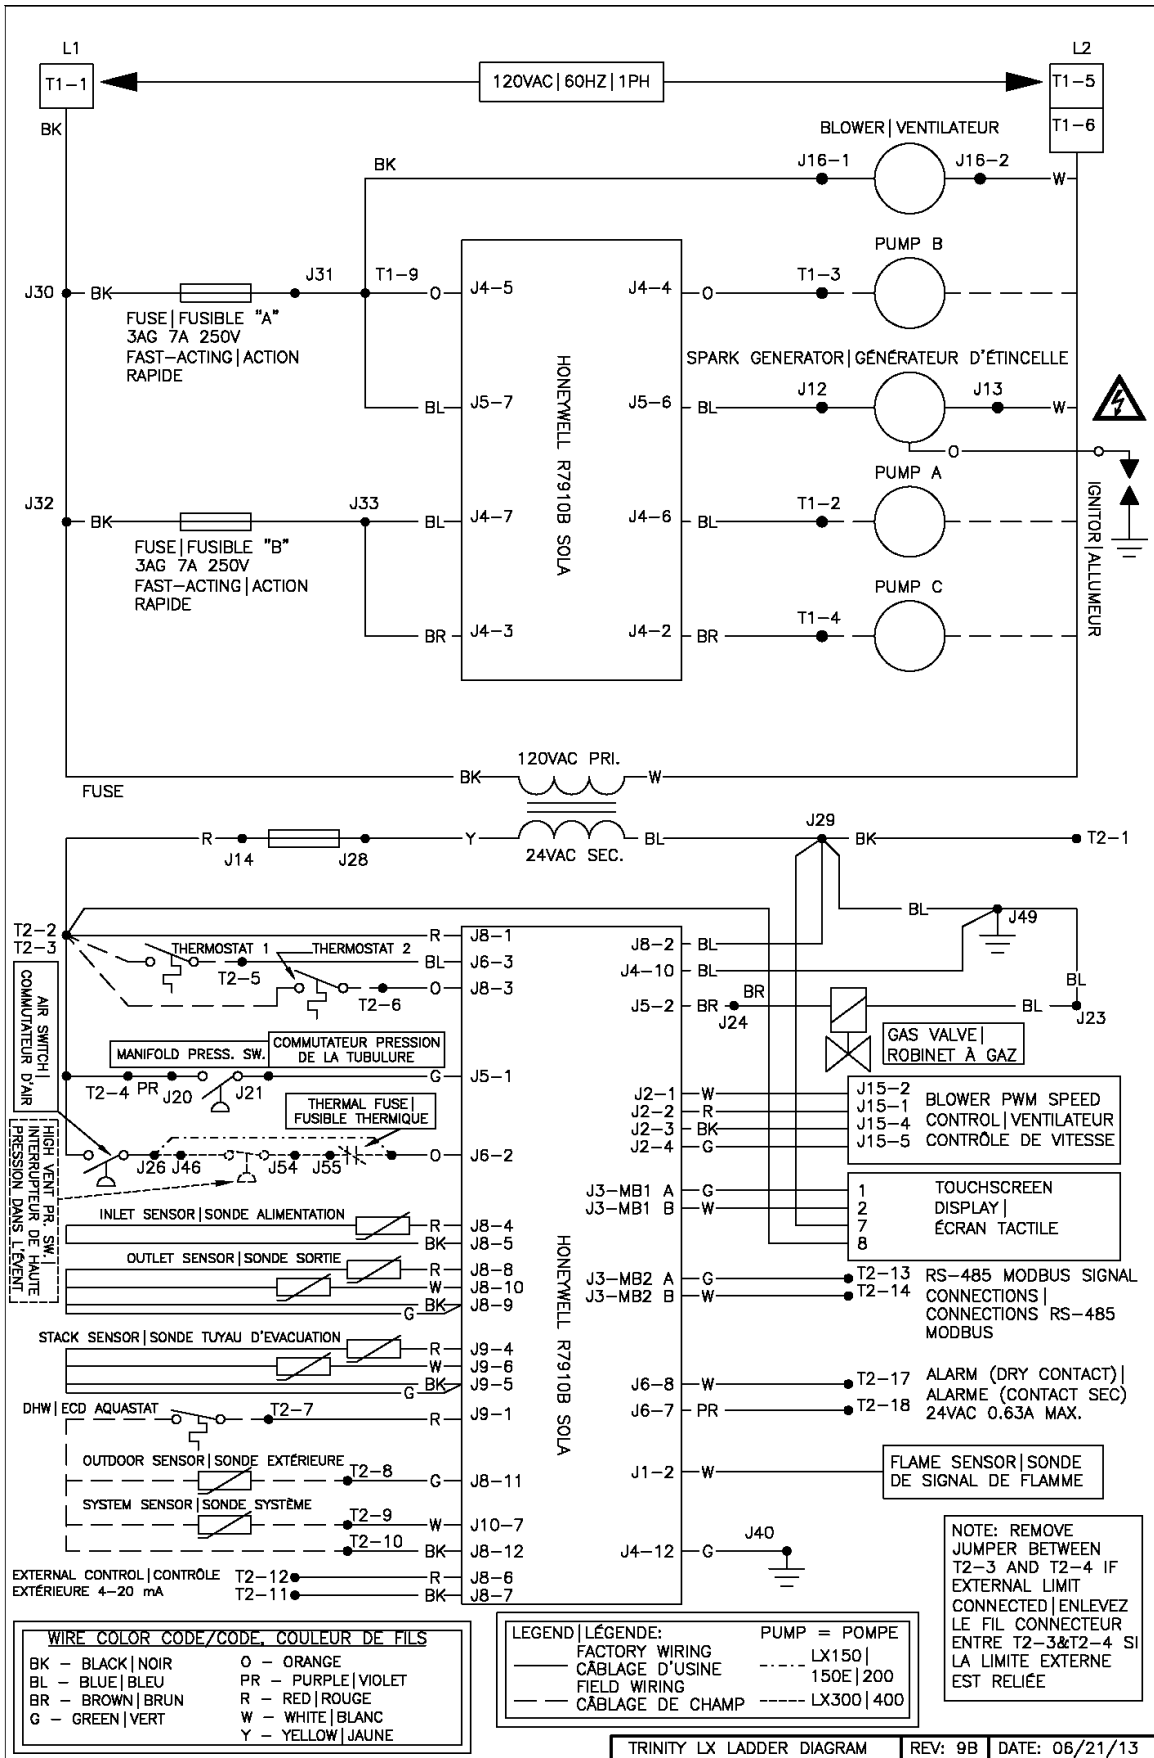 L1
L2
T1-1
120VAC | 60HZ | 1PH
T1-5
T1-6
BK
BLOWER | VENTILATEUR
BK
J16-1
J16-2
W
PUMP B
J30
BK
J31
T1-9
O
J4-5
J4-4
O
T1-3
FUSE | FUSIBLE "A"
3AG 7A 250V
FAST-ACTING | ACTION
RAPIDE
SPARK GENERATOR | GÉNÉRATEUR D'ÉTINCELLE
BL
J5-7
J5-6
BL
J12
J13
W
HONEYWELL R7910B SOLA
O
PUMP A
IGNITOR | ALLUMEUR
J32
BK
J33
BL
J4-7
J4-6
BL
T1-2
FUSE | FUSIBLE "B"
3AG 7A 250V
FAST-ACTING | ACTION
RAPIDE
PUMP C
BR
J4-3
J4-2
BR
T1-4
120VAC PRI.
BK
W
FUSE
R
J14
J28
Y
24VAC SEC.
BL
J29
BK
T2-1
BL
J49
T2-2
T2-3
R
J8-1
J8-2
BL
THERMOSTAT 1
THERMOSTAT 2
T2-5
BL
J6-3
J4-10
BL
T2-6
O
J8-3
J5-2
BR
J24
BR
BL
BL
J23
AIR SWITCH |
COMMUTATEUR D'AIR
GAS VALVE |
ROBINET À GAZ
MANIFOLD PRESS. SW.
COMMUTATEUR PRESSION
DE LA TUBULURE
T2-4
PR
J20
J21
G
J5-1
THERMAL FUSE |
FUSIBLE THERMIQUE
J2-1
W
J15-2
J2-2
R
J15-1
J2-3
BK
J15-4
J2-4
G
J15-5
BLOWER PWM SPEED
CONTROL | VENTILATEUR
CONTRÔLE DE VITESSE
HIGH VENT PR. SW. |
INTERRUPTEUR DE HAUTE
PRESSION DANS L'ÉVENT
J26
J46
J54
J55
O
J6-2
J3-MB1 A
G
1
J3-MB1 B
W
2
7
8
TOUCHSCREEN
DISPLAY |
ÉCRAN TACTILE
INLET SENSOR | SONDE ALIMENTATION
R
J8-4
BK
J8-5
OUTLET SENSOR | SONDE SORTIE
R
J8-8
W
J8-10
BK
J8-9
G
HONEYWELL R7910B SOLA
J3-MB2 A
G
T2-13
J3-MB2 B
W
T2-14
RS-485 MODBUS SIGNAL
CONNECTIONS |
CONNECTIONS RS-485
MODBUS
STACK SENSOR | SONDE TUYAU D'EVACUATION
R
J9-4
W
J9-6
BK
J9-5
G
J6-8
W
T2-17
J6-7
PR
T2-18
ALARM (DRY CONTACT) |
ALARME (CONTACT SEC)
24VAC 0.63A MAX.
DHW | ECD AQUASTAT
T2-7
R
J9-1
OUTDOOR SENSOR | SONDE EXTÉRIEURE
T2-8
G
J8-11
J1-2
W
FLAME SENSOR | SONDE
DE SIGNAL DE FLAMME
SYSTEM SENSOR | SONDE SYSTÈME
T2-9
W
J10-7
T2-10
BK
J8-12
J4-12
G
J40
EXTERNAL CONTROL | CONTRÔLE
EXTÉRIEURE 4-20 mA
T2-12
R
J8-6
T2-11
BK
J8-7
NOTE: REMOVE
JUMPER BETWEEN
T2-3 AND T2-4 IF
EXTERNAL LIMIT
CONNECTED | ENLEVEZ
LE FIL CONNECTEUR
ENTRE T2-3&T2-4 SI
LA LIMITE EXTERNE
EST RELIÉE
WIRE COLOR CODE/CODE, COULEUR DE FILS
BK - BLACK | NOIR
BL - BLUE | BLEU
BR - BROWN | BRUN
G - GREEN | VERT
O - ORANGE
PR - PURPLE | VIOLET
R - RED | ROUGE
W - WHITE | BLANC
Y - YELLOW | JAUNE
LEGEND | LÉGENDE:
PUMP = POMPE
FACTORY WIRING
CÂBLAGE D'USINE
FIELD WIRING
CÂBLAGE DE CHAMP
LX150 |
150E | 200
LX300 | 400
TRINITY LX LADDER DIAGRAM
REV: 9B
DATE: 06/21/13